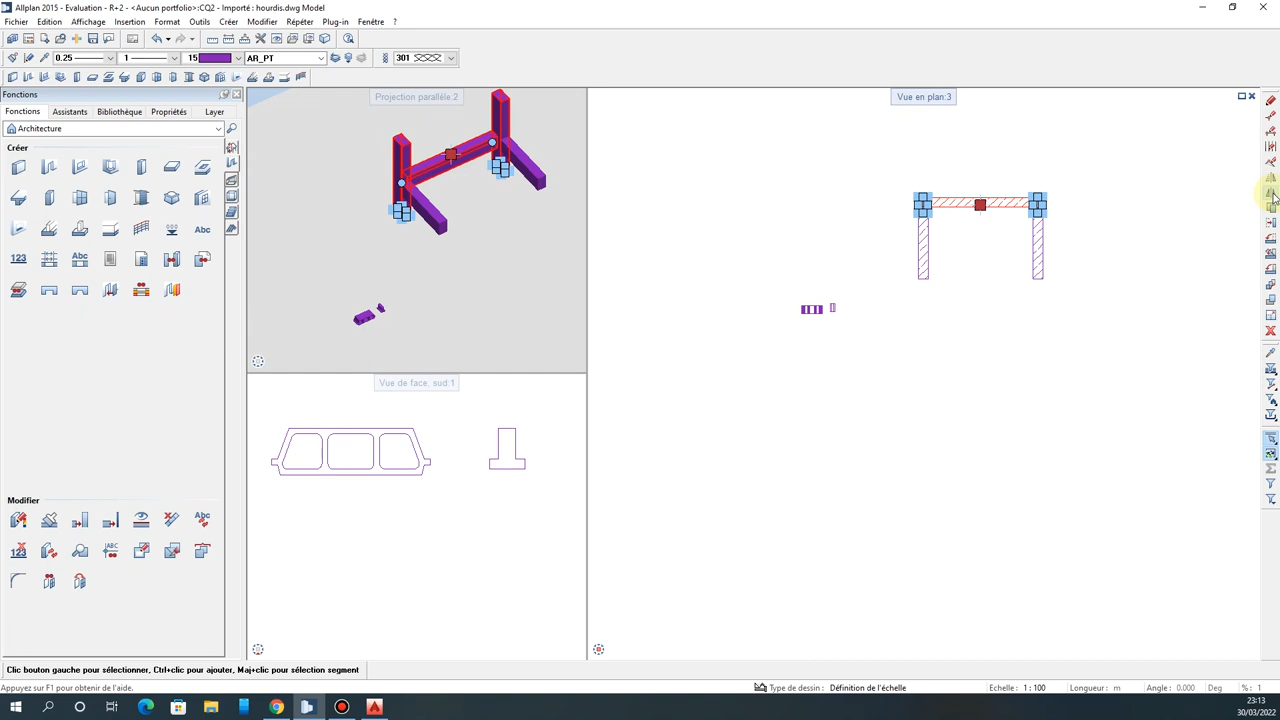 Allplan 2015 - Evaluation - R+2 - <Aucun portfolio>:CQ2 - Importé : hourdis.dwg Model
Fichier Edition Affichage Insertion Format Outils Créer Modifier Répéter Plug-in Fenêtre ?
0.25 1 15 AR_PT 301
Fonctions
Fonctions Assistants Bibliothèque Propriétés Layer
Architecture
Créer
Abc
123 Abc
Modifier
Abc
123 ABC
Projection parallèle:2
Vue de face, sud:1
Vue en plan:3
Clic bouton gauche pour sélectionner, Ctrl+clic pour ajouter, Maj+clic pour sélection segment
Appuyez sur F1 pour obtenir de l'aide. Type de dessin : Définition de l'échelle Echelle : 1 : 100 Longueur : m Angle : 0.000 Deg % : 1
23:13
30/03/2022